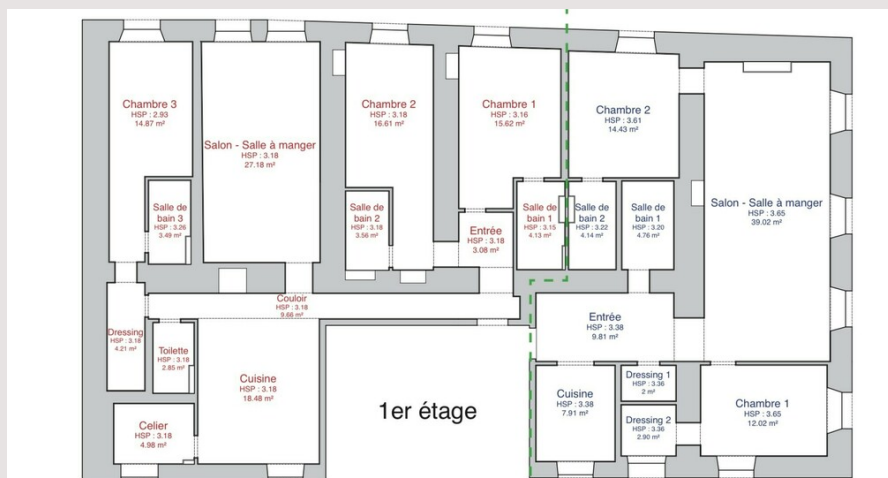 Chambre 3
HSP : 2.93
14.87 m²
Salon - Salle à manger
HSP : 3.18
27.18 m²
Chambre 2
HSP : 3.18
16.61 m²
Chambre 1
HSP : 3.16
15.62 m²
Chambre 2
HSP : 3.61
14.43 m²
Salon - Salle à manger
HSP : 3.65
39.02 m²
Salle de
bain 3
HSP : 3.26
3.49 m²
Salle de
bain 2
HSP : 3.18
3.56 m²
Entrée
HSP : 3.18
3.08 m²
Salle de
bain 1
HSP : 3.15
4.13 m²
Salle de
bain 2
HSP : 3.22
4.14 m²
Salle de
bain 1
HSP : 3.20
4.76 m²
Couloir
HSP : 3.18
9.66 m²
Entrée
HSP : 3.38
9.81 m²
Dressing
HSP : 3.18
4.21 m²
Toilette
HSP : 3.18
2.85 m²
Cuisine
HSP : 3.18
18.48 m²
Celier
HSP : 3.18
4.98 m²
1er étage
Cuisine
HSP : 3.38
7.91 m²
Dressing 1
HSP : 3.36
2 m²
Dressing 2
HSP : 3.36
2.90 m²
Chambre 1
HSP : 3.65
12.02 m²